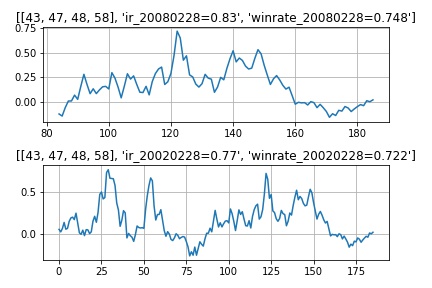 [[43, 47, 48, 58], 'ir_20080228=0.83', 'winrate_20080228=0.748']
0.75
0.50
0.25
0.00
80 100 120 140 160 180
[[43, 47, 48, 58], 'ir_20020228=0.77', 'winrate_20020228=0.722']
0.5
0.0
0 25 50 75 100 125 150 175